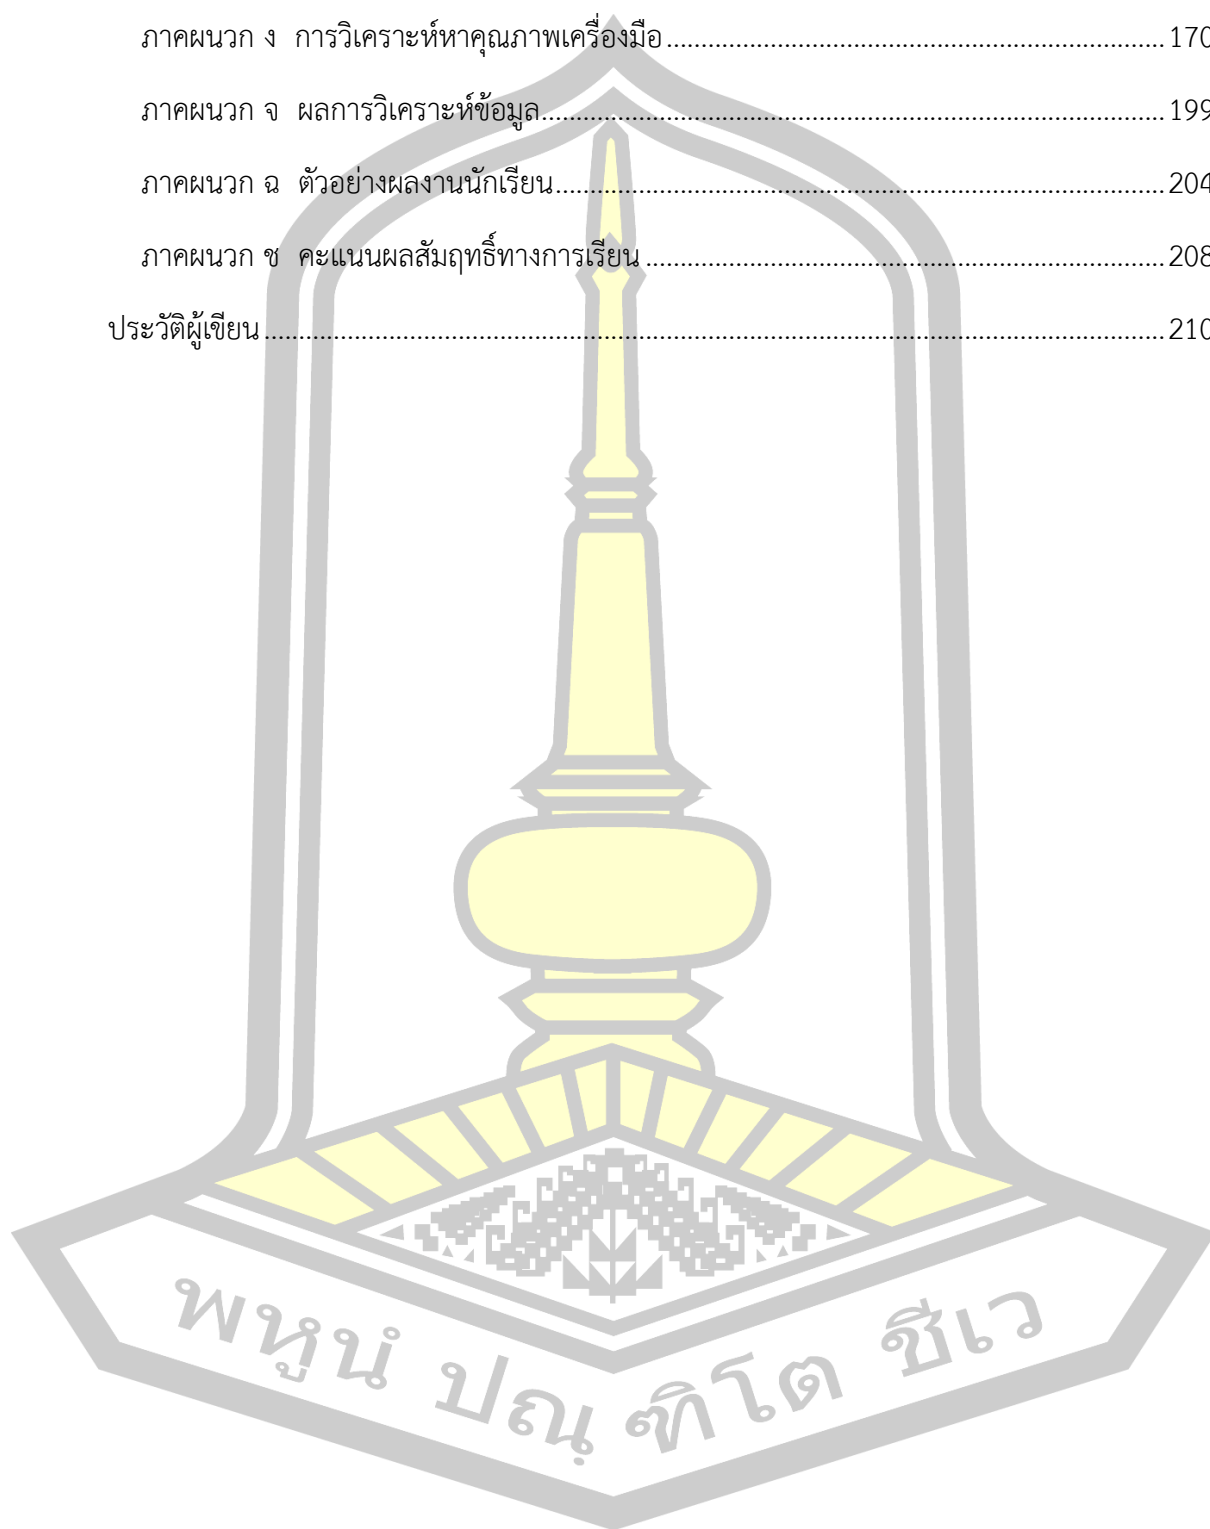 ภาคผนวก ง การวิเคราะห์หาคุณภาพเครื่องมือ 170
ภาคผนวก จ ผลการวิเคราะห์ข้อมูล 199
ภาคผนวก ฉ ตัวอย่างผลงานนักเรียน 204
ภาคผนวก ช คะแนนผลสัมฤทธิ์ทางการเรียน 208
ประวัติผู้เขียน 210
พหูนํ ปณฺฑิโต ชีเว